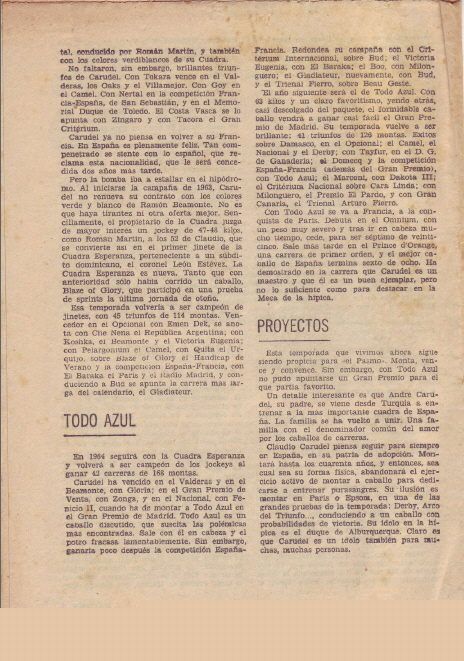 tal, conducido por Román Martín, y también
con los colores verdiblancos de su Cuadra.
No faltaron, sin embargo, brillantes triun-
fos de Carudel. Con Tokara vence en el Val-
deras, los Oaks y el Villamejor. Con Goy en
el Camel. Con Nertal en la competición Fran-
cia-España, de San Sebastián, y en el Memo-
rial Duque de Toledo. El Costa Vasca se lo
apunta con Zíngaro y con Tacora el Gran
Critérium.
Carudel ya no piensa en volver a su Fran-
cia. En España es plenamente feliz. Tan com-
penetrado se siente con lo español, que re-
clama esta nacionalidad, que le será conce-
dida dos años más tarde.
Pero la bomba iba a estallar en el hipódro-
mo. Al iniciarse la campaña de 1963, Caru-
del no renueva su contrato con los colores
verde y blanco de Ramón Beamonte. No es
que haya tirantez ni otra oferta mejor. Sen-
cillamente, el propietario de la Cuadra juzga
de mayor interés un jockey de 47-48 kilos,
como Román Martín, a los 52 de Claudio, que
se convierte así en el primer jinete de la
Cuadra Esperanza, perteneciente a un súbdi-
to dominicano, el coronel León Estévez. La
Cuadra Esperanza es nueva. Tanto que con
anterioridad sólo había corrido un caballo,
Blaze of Glory, que participó en una prueba
de sprinta la última jornada de otoño.
Esa temporada volvería a ser campeón de
jinetes, con 45 triunfos de 114 montas. Ven-
cedor en el Opcional con Emen Dek, se ano-
ta con Che Nena el República Argentina; con
Koshka, el Beamonte y el Victoria Eugenia;
con Pelargonium el Camel, con Quita el Ur-
quijo, sobre Blaze of Glory el Handicap de
Verano y la competición España-Francia, con
El Baraka el París y el Radio Madrid, y con-
duciendo a Bud se apunta la carrera más lar-
ga del calendario, el Gladiateur.
TODO AZUL
En 1964 seguirá con la Cuadra Esperanza
y volverá a ser campeón de los jockeys al
ganar 42 carreras de 188 montas.
Carudel ha vencido en el Valderas y en el
Beamonte, con Gloria; en el Gran Premio de
Venta, con Zonga, y en el Nacional, con Fe-
nicio III, cuando ha de montar a Todo Azul en
el Gran Premio de Madrid. Todo Azul es un
caballo discutido, que suscita las polémicas
más encontradas. Sale con él en cabeza y el
potro fracasa lamentablemente. Sin embargo,
ganaría poco después la competición España-
Francia. Redondea su campaña con el Cri-
térium Internacional, sobre Bud; el Victoria
Eugenia, con El Baraka; el Boo, con Milon-
guero; el Gladiateur, nuevamente, con Bud,
y el Trienal Pierro, sobre Beau Geste.
El año siguiente será el de Todo Azul. Con
60 kilos y un claro favoritismo, yendo atrás,
casi descolgado del paquete, el formidable ca-
ballo vendrá a ganar casi fácil el Gran Pre-
mio de Madrid. Su temporada vuelve a ser
brillante: 41 triunfos de 126 montas. Éxitos
sobre Damasco, en el Opcional; el Camel, el
Nacional y el Derby; con Tayfur, en el D. G.
de Ganadería; el Domecq y la competición
España-Francia (además del Gran Premio),
con Todo Azul; el Marconi, con Dakota III;
el Critérium Nacional sobre Cara Linda; con
Milonguero, el Premio El Pardo, y con Gran
Canaria, el Trienal Arturo Fierro.
Con Todo Azul se va a Francia, a la con-
quista de París. Debuta en el Omnium, con
un peso muy severo y tras ir en cabeza mu-
cho tiempo, cede, para ser séptimo de veinti-
cinco. Sale más tarde en el Prince d'Orange,
una carrera de primer orden, y el mejor ca-
ballo de España termina sexto de ocho. Ha
demostrado en la carrera que Carudel es un
maestro y que él es un buen ejemplar, pero
no lo suficiente como para destacar en la
Meca de la hípica.
PROYECTOS
Esta temporada que vivimos ahora sigue
siendo propicia para «el Pasmo». Monta, ven-
ce y convence. Sin embargo, con Todo Azul
no pudo apuntarse un Gran Premio para el
que partía favorito.
Un detalle interesante es que Andre Caru-
del, su padre, se viene desde Turquía a en-
trenar a la más importante cuadra de Espa-
ña. La familia se ha vuelto a unir. Una fa-
milia con el denominador común del amor
por los caballos de carreras.
Claudio Carudel piensa seguir para siempre
en España, en su patria de adopción. Mon-
tará hasta los cuarenta años, y entonces, sea
cual sea su forma física, abandonará el ejer-
cicio activo de montar a caballo para dedi-
carse a entrenar purasangres. Su ilusión es
montar en París o Epsom, en una de las
grandes pruebas de la temporada: Derby, Arco
del Triunfo..., conduciendo a un caballo con
probabilidades de victoria. Su ídolo en la hí-
pica es el duque de Alburquerque. Claro es
que Carudel es un ídolo también para mu-
chas, muchas personas.